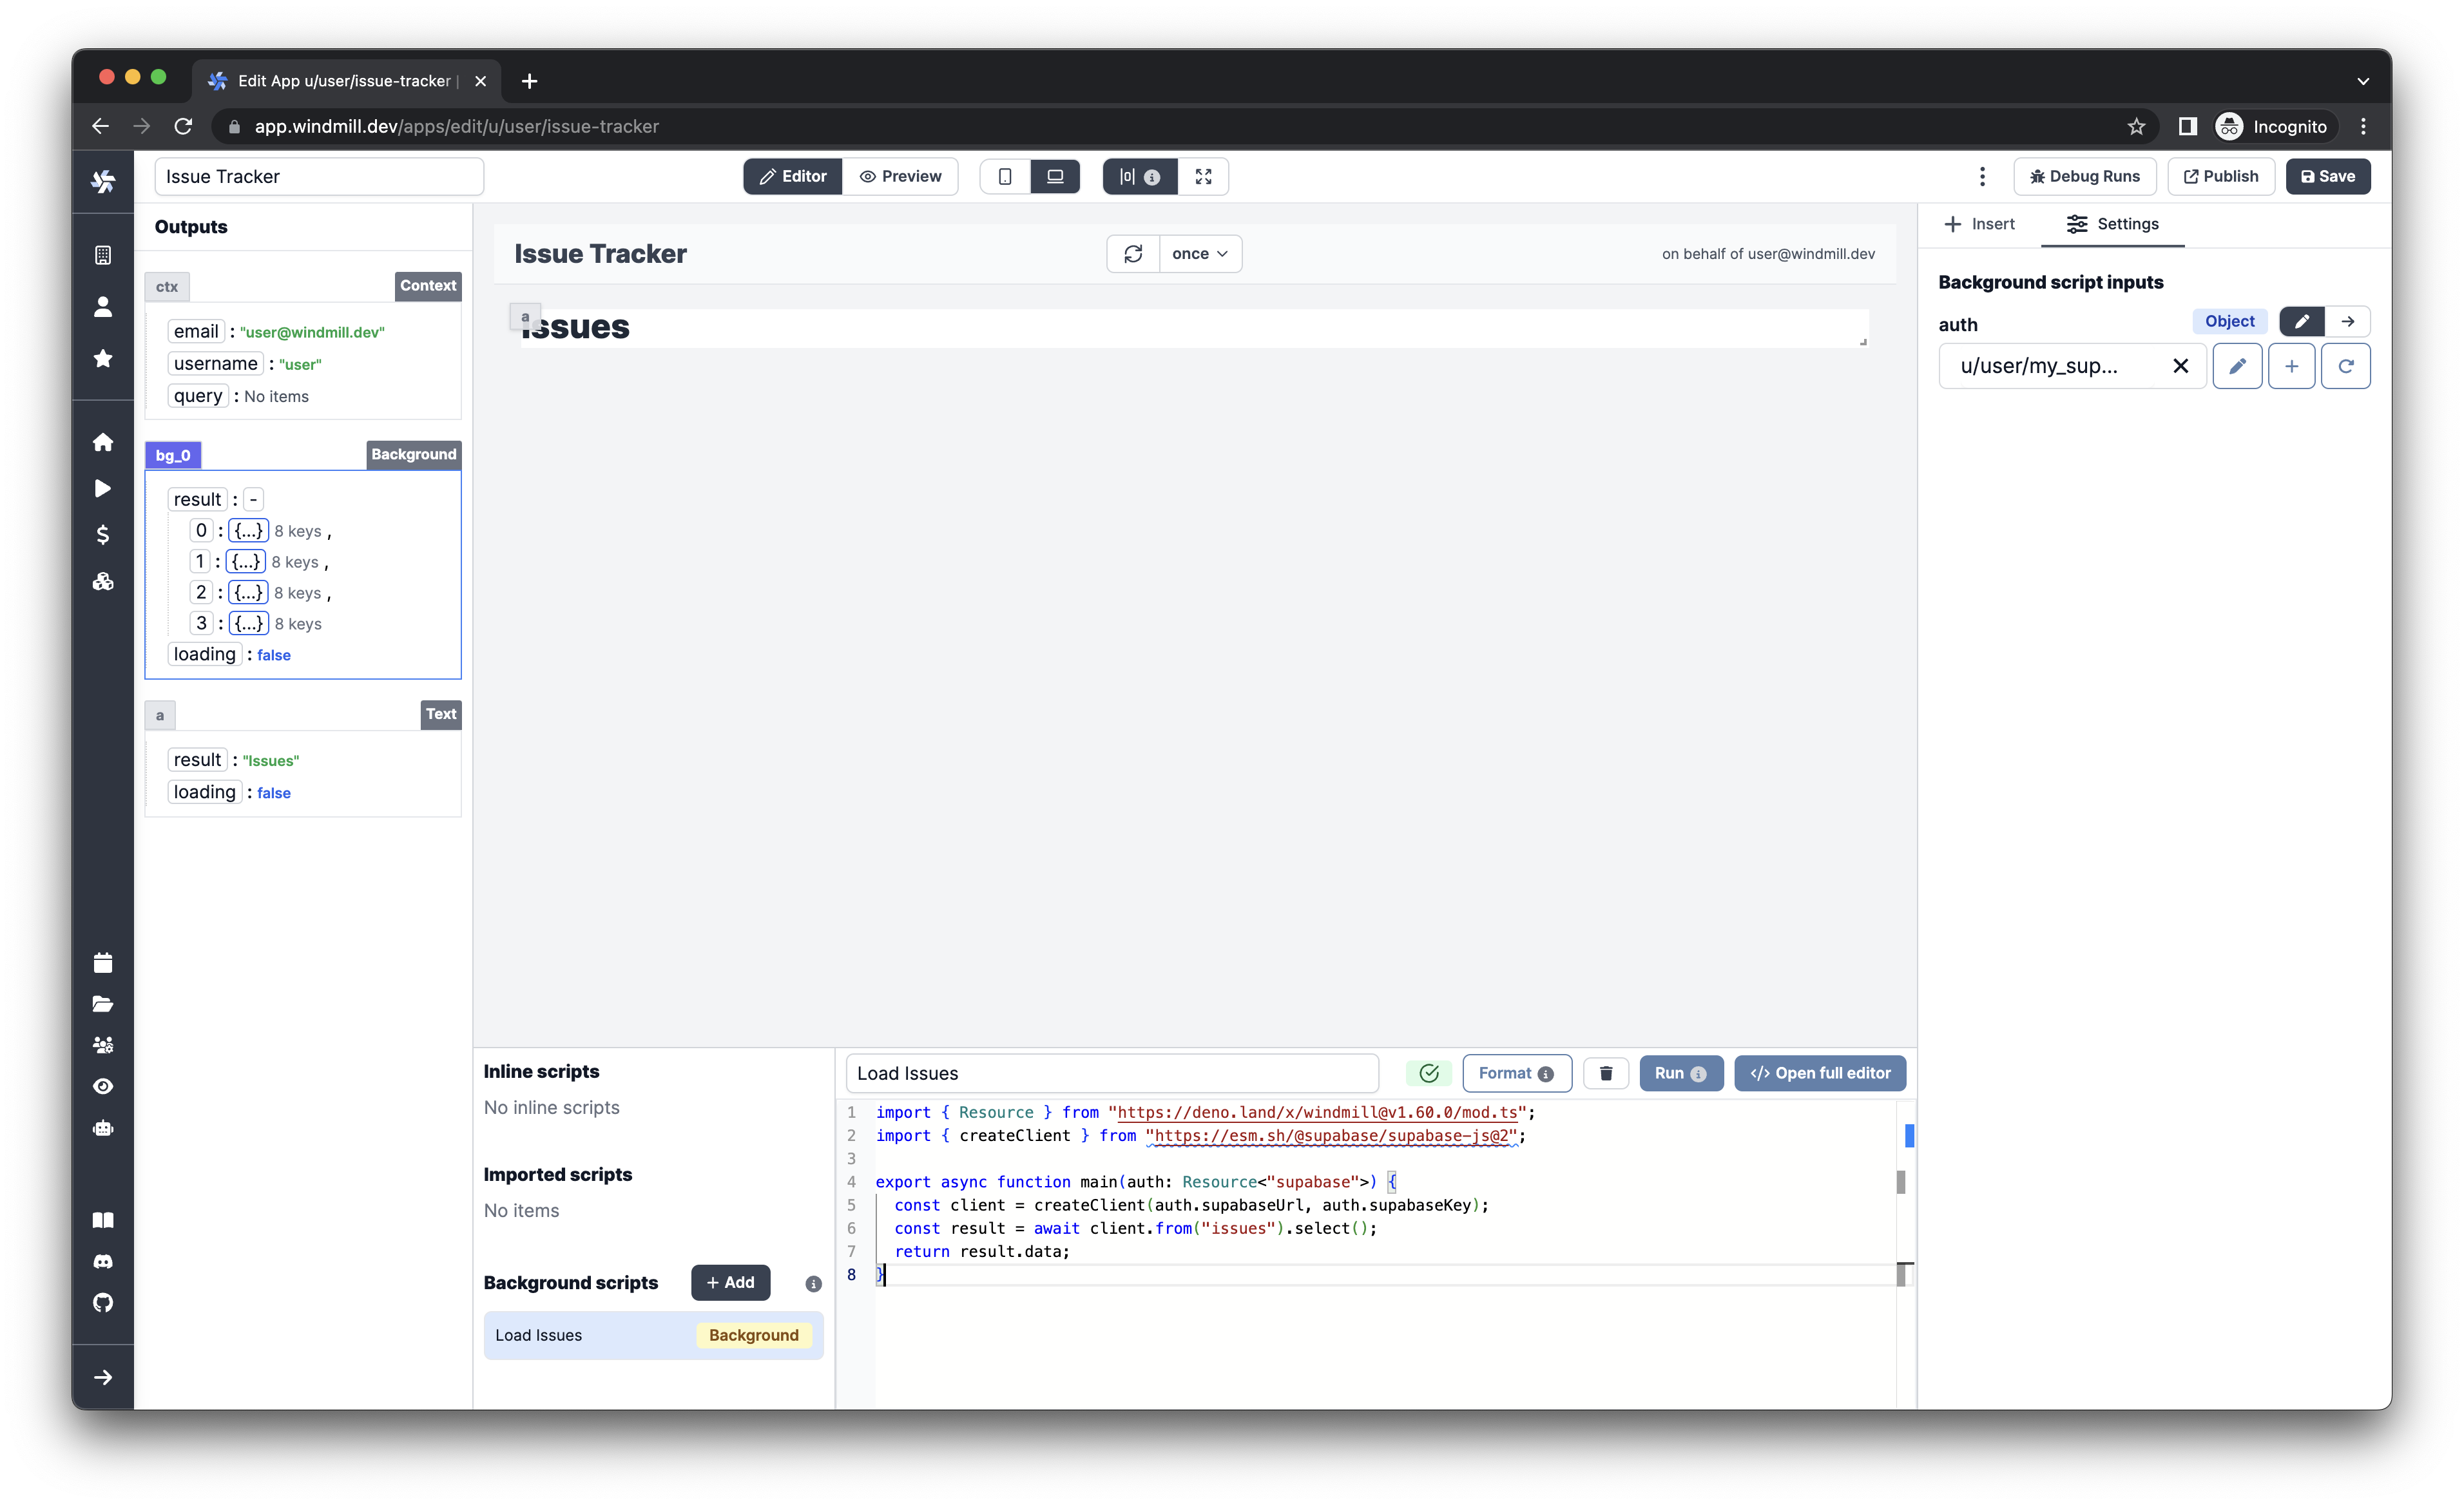 Edit App u/user/issue-tracker |
app.windmill.dev/apps/edit/u/user/issue-tracker
Incognito
Issue Tracker
Editor
Preview
Debug Runs
Publish
Save
Outputs
ctx
Context
email : "user@windmill.dev"
username : "user"
query : No items
bg_0
Background
result : -
0 : {...} 8 keys ,
1 : {...} 8 keys ,
2 : {...} 8 keys ,
3 : {...} 8 keys
loading : false
a
Text
result : "Issues"
loading : false
Issue Tracker
once
on behalf of user@windmill.dev
a
Issues
Insert
Settings
Background script inputs
auth
Object
u/user/my_sup...
Inline scripts
No inline scripts
Imported scripts
No items
Background scripts
+ Add
Load Issues
Background
Load Issues
Format
Run
</> Open full editor
1 import { Resource } from "https://deno.land/x/windmill@v1.60.0/mod.ts";
2 import { createClient } from "https://esm.sh/@supabase/supabase-js@2";
3
4 export async function main(auth: Resource<"supabase">) {
5 const client = createClient(auth.supabaseUrl, auth.supabaseKey);
6 const result = await client.from("issues").select();
7 return result.data;
8 }